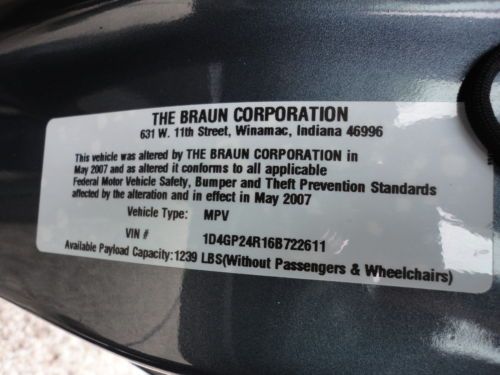 THE BRAUN CORPORATION
631 W. 11th Street, Winamac, Indiana 46996
This vehicle was altered by THE BRAUN CORPORATION in
May 2007 and as altered it conforms to all applicable
Federal Motor Vehicle Safety, Bumper and Theft Prevention Standards
affected by the alteration and in effect in May 2007
Vehicle Type: MPV
VIN # 1D4GP24R16B722611
Available Payload Capacity:1239 LBS(Without Passengers & Wheelchairs)